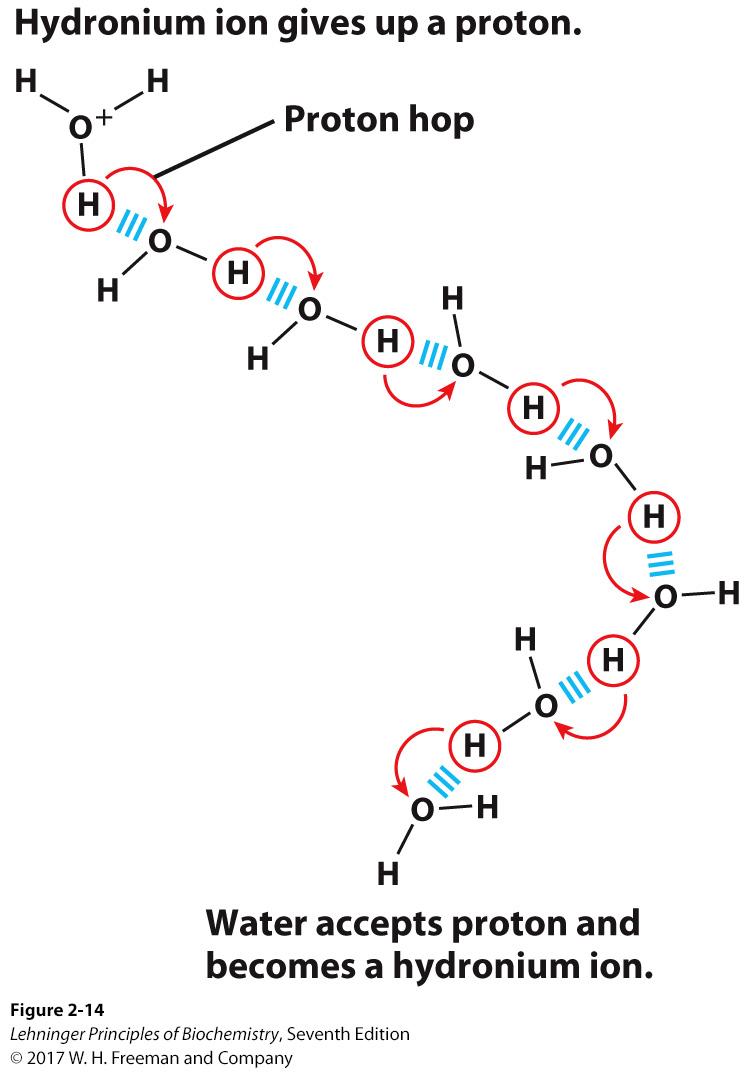 Hydronium ion gives up a proton.
H H
O+
Proton hop
H
O
H
H
O
H
H
H
O
H
O
H
H
O
H
H
H
O
H
O
H
H
Water accepts proton and
becomes a hydronium ion.
Figure 2-14
Lehninger Principles of Biochemistry, Seventh Edition
© 2017 W. H. Freeman and Company